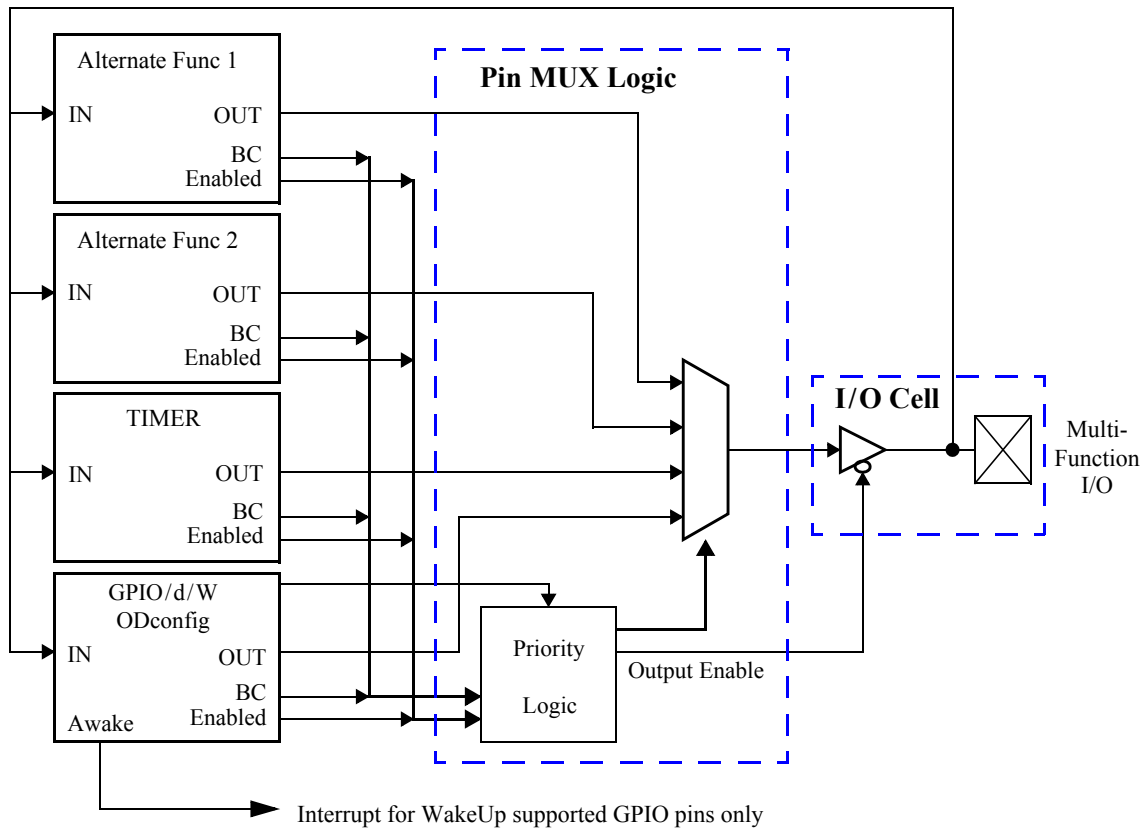 Alternate Func 1
IN
OUT
BC
Enabled
Alternate Func 2
IN
OUT
BC
Enabled
TIMER
IN
OUT
BC
Enabled
GPIO/d/W
ODconfig
IN
OUT
BC
Enabled
Awake
Pin MUX Logic
Priority
Logic
Output Enable
I/O Cell
Multi-
Function
I/O
Interrupt for WakeUp supported GPIO pins only